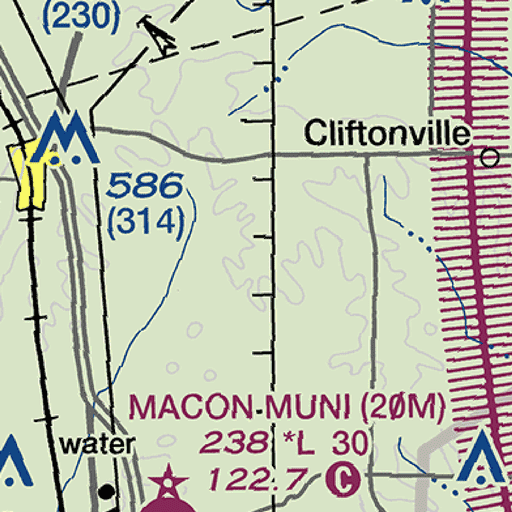 (230)
Cliftonville
586
(314)
MACON-MUNI (2ØM)
238 *L 30
122.7 C
water